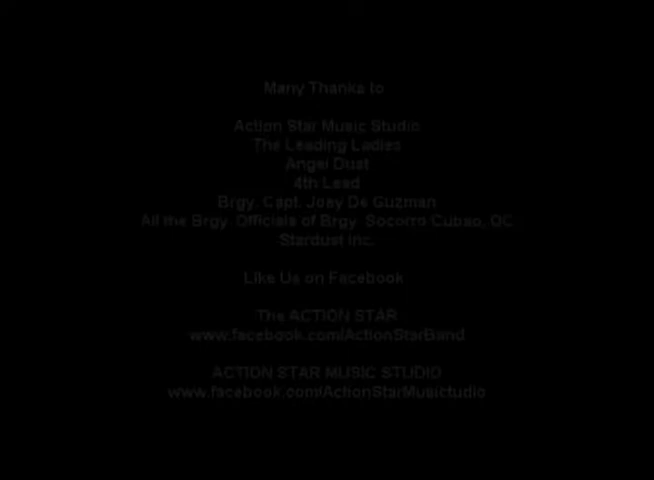 Many Thanks to
Action Star Music Studio
The Leading Ladies
Angel Dust
4th Lead
Brgy. Capt. Joey De Guzman
All the Brgy. Officials of Brgy. Socorro Cubao, QC
Stardust Inc.
Like Us on Facebook
The ACTION STAR
www.facebook.com/ActionStarBand
ACTION STAR MUSIC STUDIO
www.facebook.com/ActionStarMusictudio